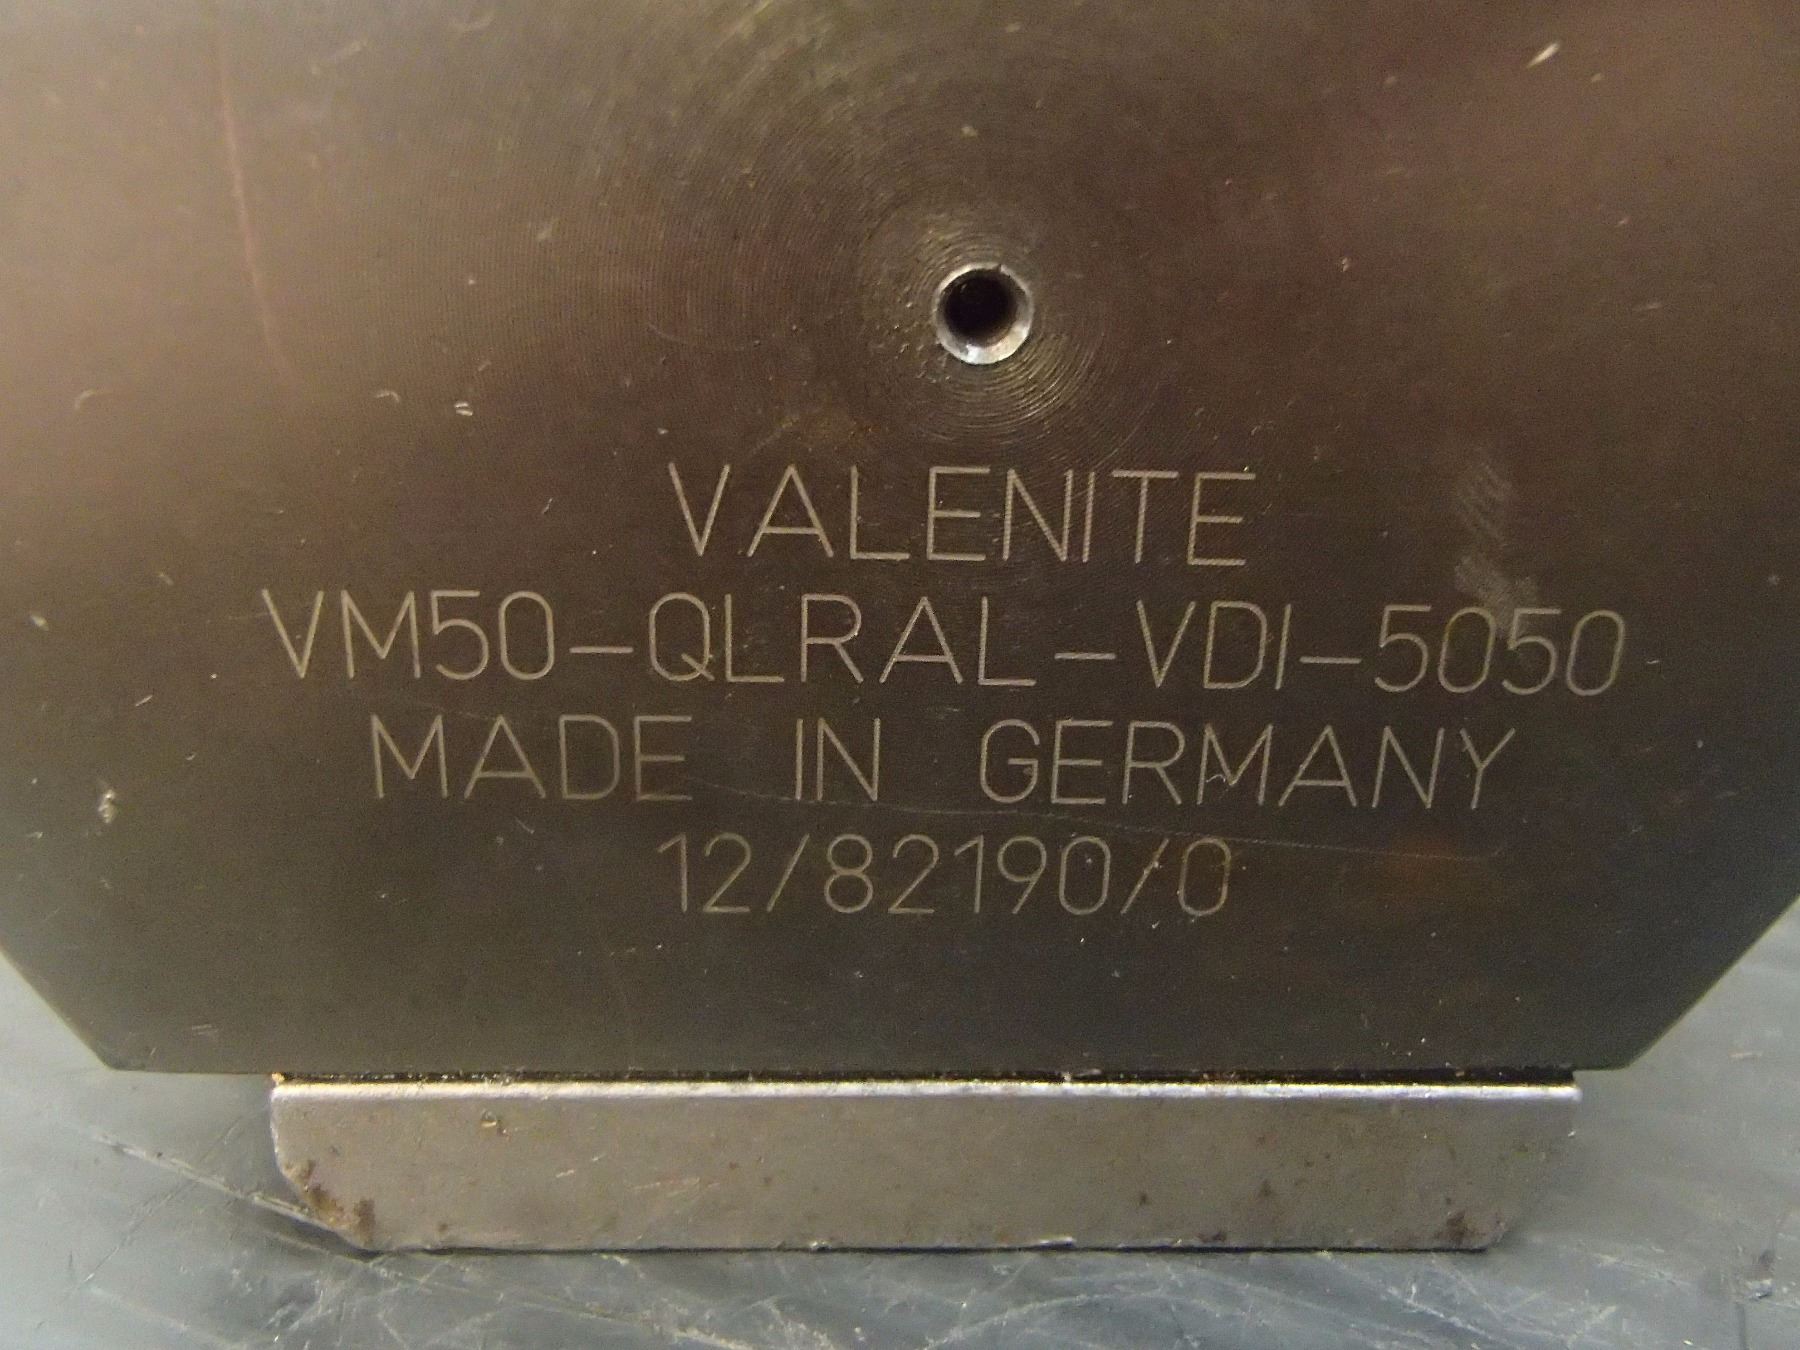 VALENITE
VM50-QLRAL-VDI-5050
MADE IN GERMANY
12/82190/0